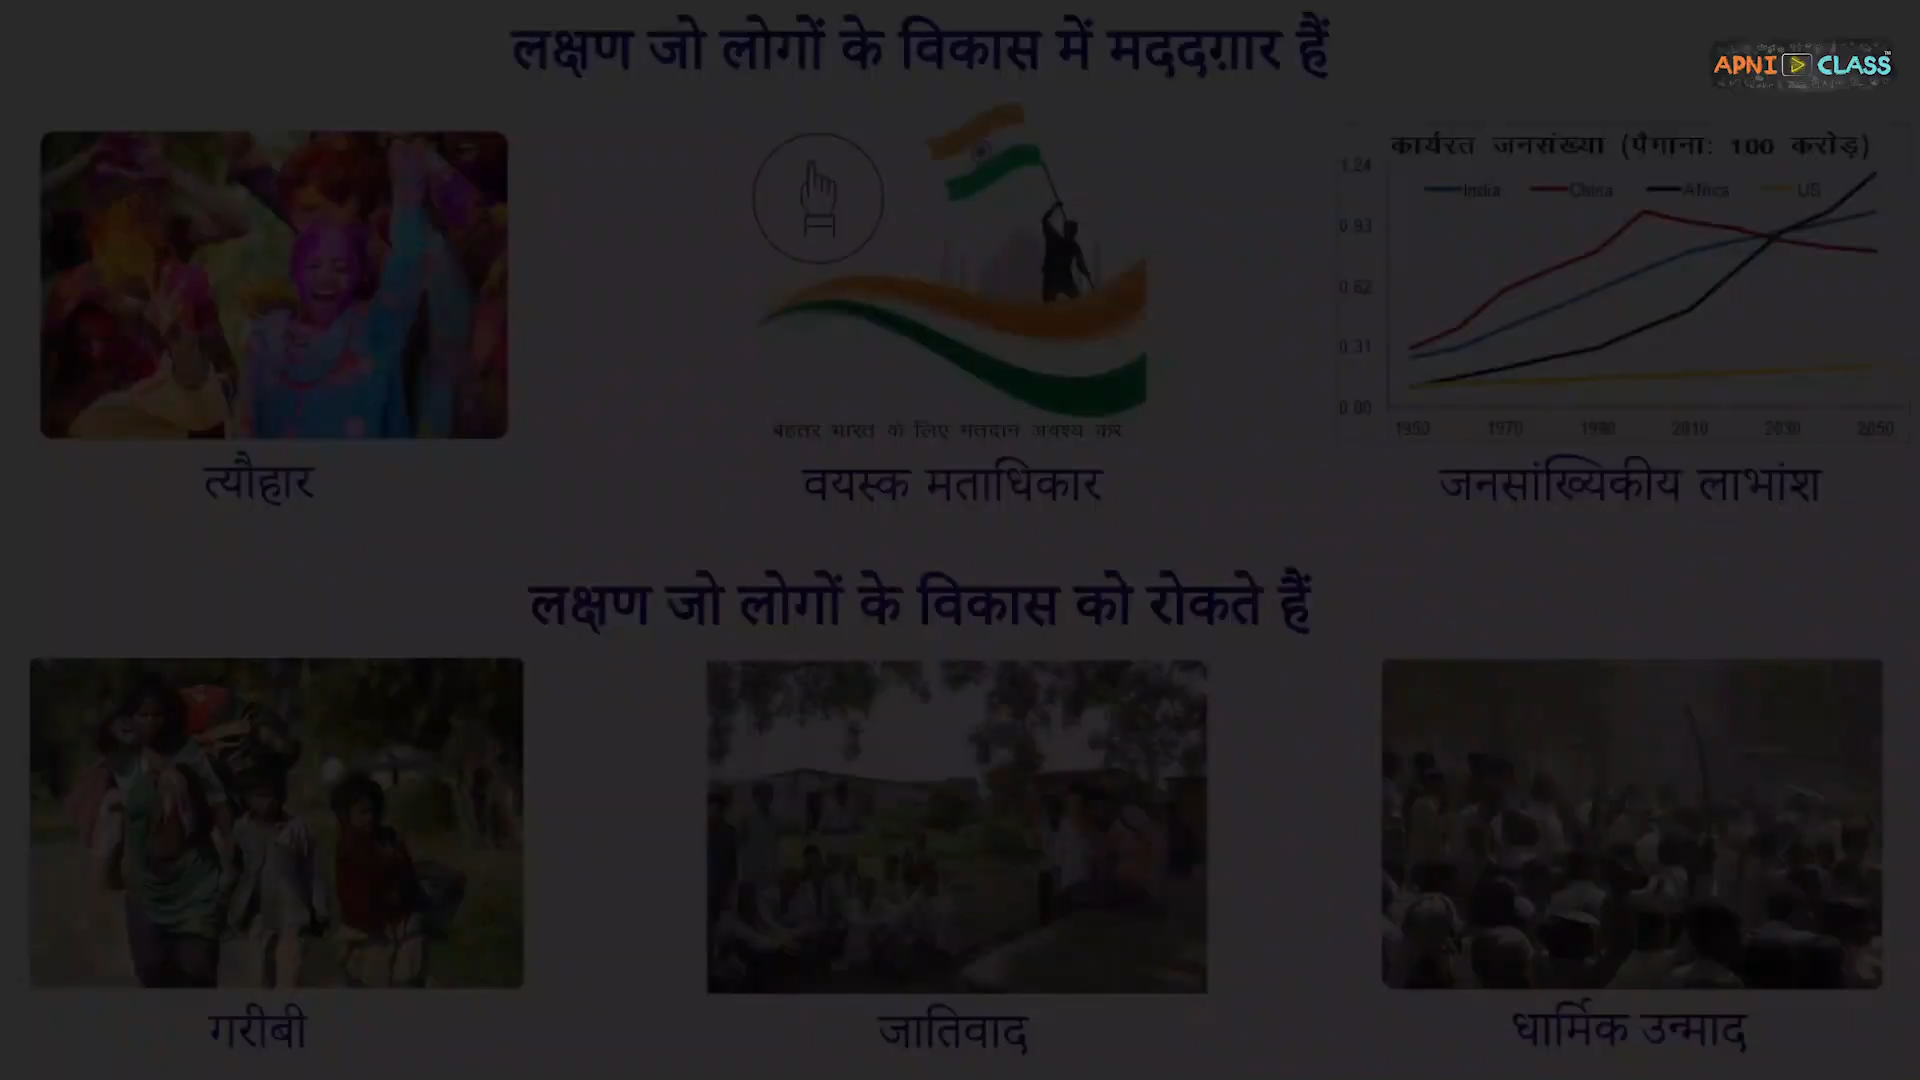 लक्षण जो लोगों के विकास में मददग़ार हैं
APNI CLASS
कार्यरत जनसंख्या (पैमाना: 100 करोड़)
1.24
India China Africa US
0.93
0.62
0.31
0.00
1950 1970 1990 2010 2030 2050
बेहतर भारत के लिए मतदान अवश्य करें
त्यौहार
वयस्क मताधिकार
जनसांख्यिकीय लाभांश
लक्षण जो लोगों के विकास को रोकते हैं
गरीबी
जातिवाद
धार्मिक उन्माद